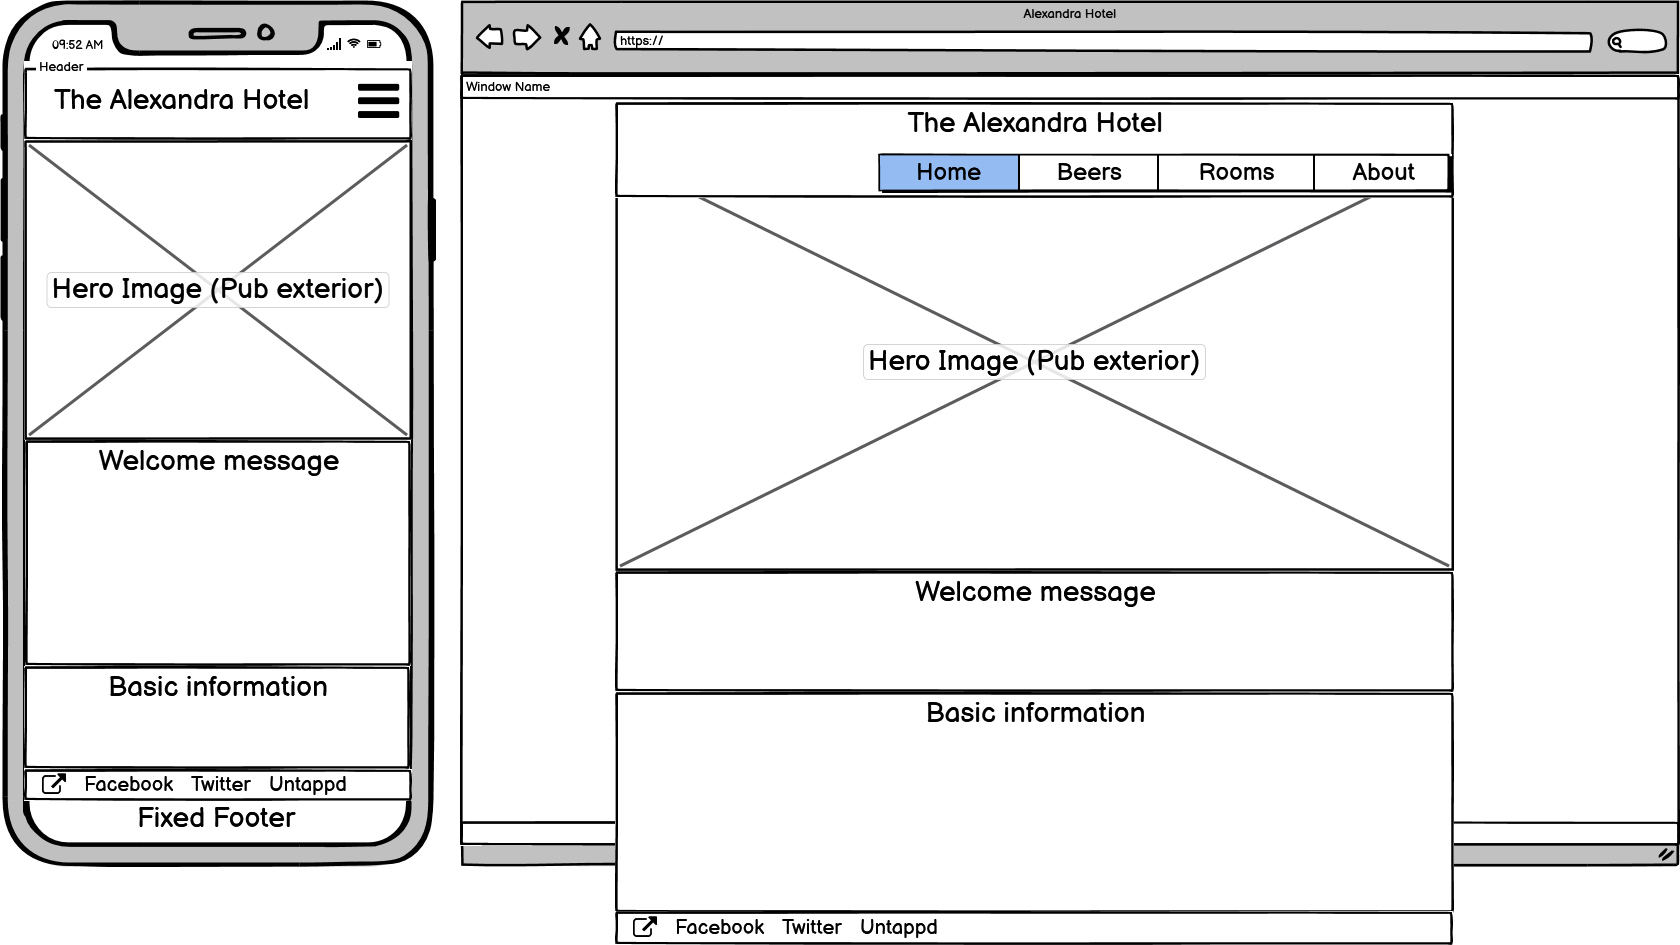 09:52 AM
Header
The Alexandra Hotel
Hero Image (Pub exterior)
Welcome message
Basic information
Facebook Twitter Untappd
Fixed Footer
Alexandra Hotel
https://
Window Name
The Alexandra Hotel
Home Beers Rooms About
Hero Image (Pub exterior)
Welcome message
Basic information
Facebook Twitter Untappd